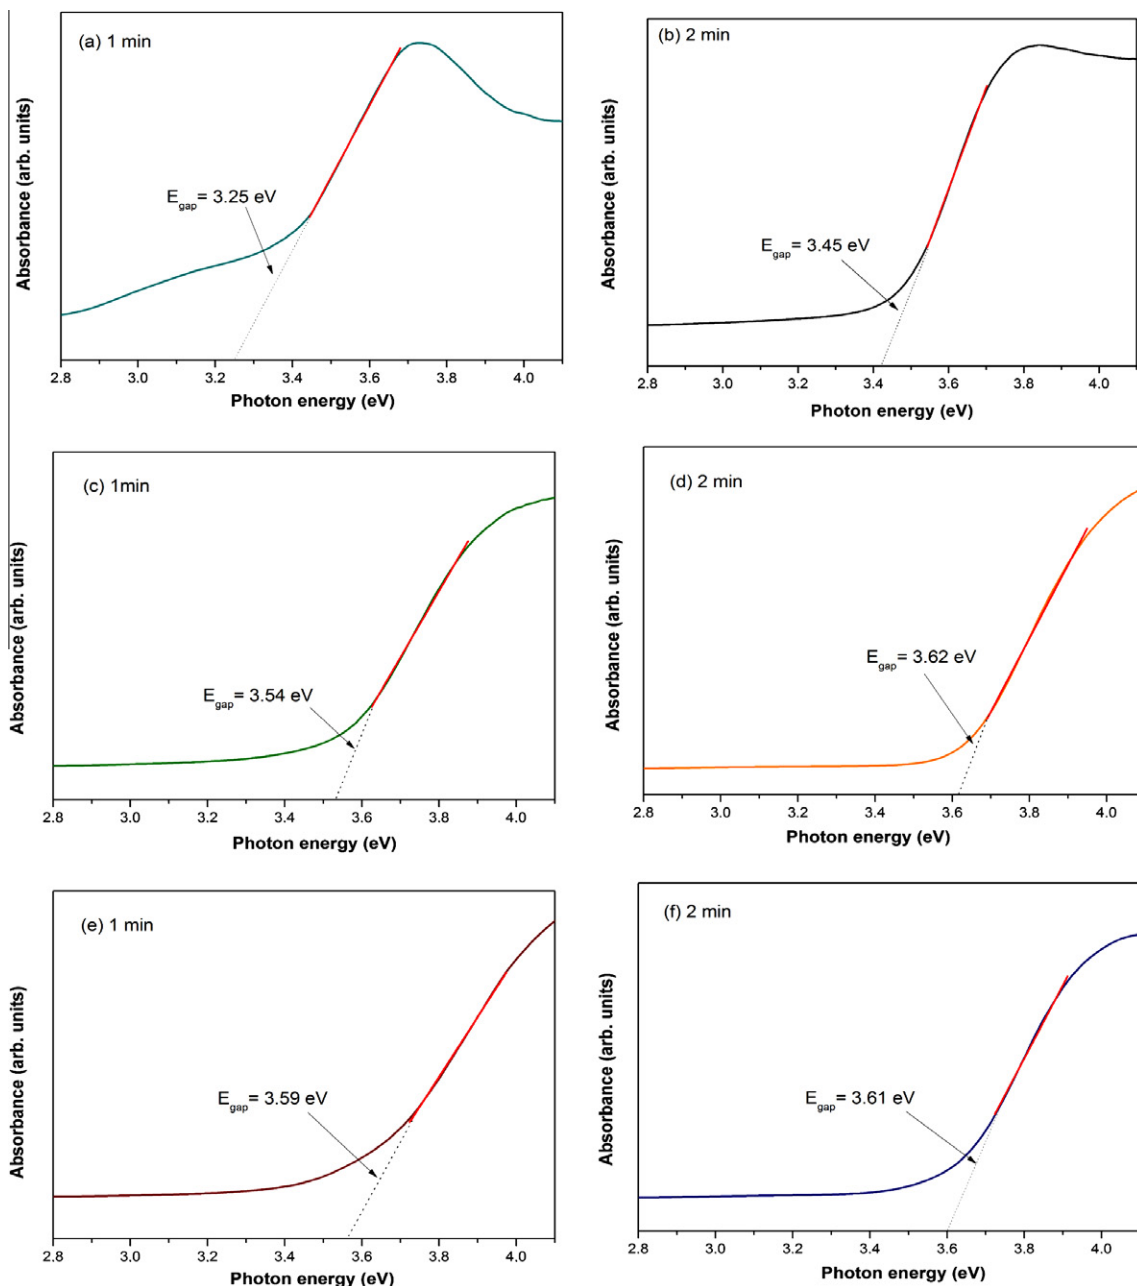 (a) 1 min
Absorbance (arb. units)
E_gap= 3.25 eV
2.8 3.0 3.2 3.4 3.6 3.8 4.0
Photon energy (eV)
(b) 2 min
Absorbance (arb. units)
E_gap= 3.45 eV
2.8 3.0 3.2 3.4 3.6 3.8 4.0
Photon energy (eV)
(c) 1min
Absorbance (arb. units)
E_gap= 3.54 eV
2.8 3.0 3.2 3.4 3.6 3.8 4.0
Photon energy (eV)
(d) 2 min
Absorbance (arb. units)
E_gap= 3.62 eV
2.8 3.0 3.2 3.4 3.6 3.8 4.0
Photon energy (eV)
(e) 1 min
Absorbance (arb. units)
E_gap= 3.59 eV
2.8 3.0 3.2 3.4 3.6 3.8 4.0
Photon energy (eV)
(f) 2 min
Absorbance (arb. units)
E_gap= 3.61 eV
2.8 3.0 3.2 3.4 3.6 3.8 4.0
Photon energy (eV)